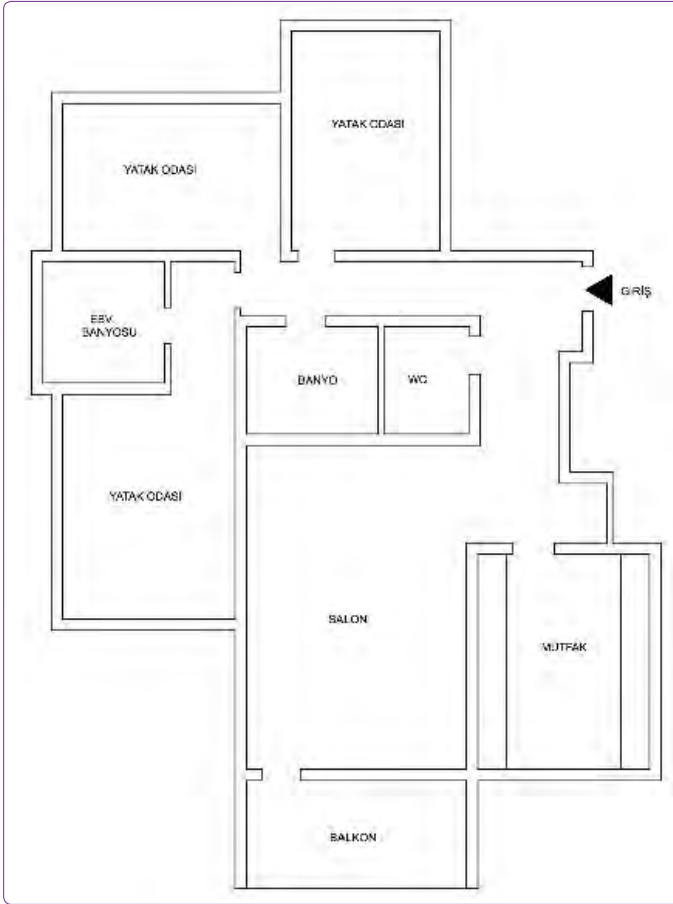 YATAK ODASI
YATAK ODASI
GİRİŞ
EBV.
BANYOSU
BANYO
WC
YATAK ODASI
SALON
MUTFAK
BALKON